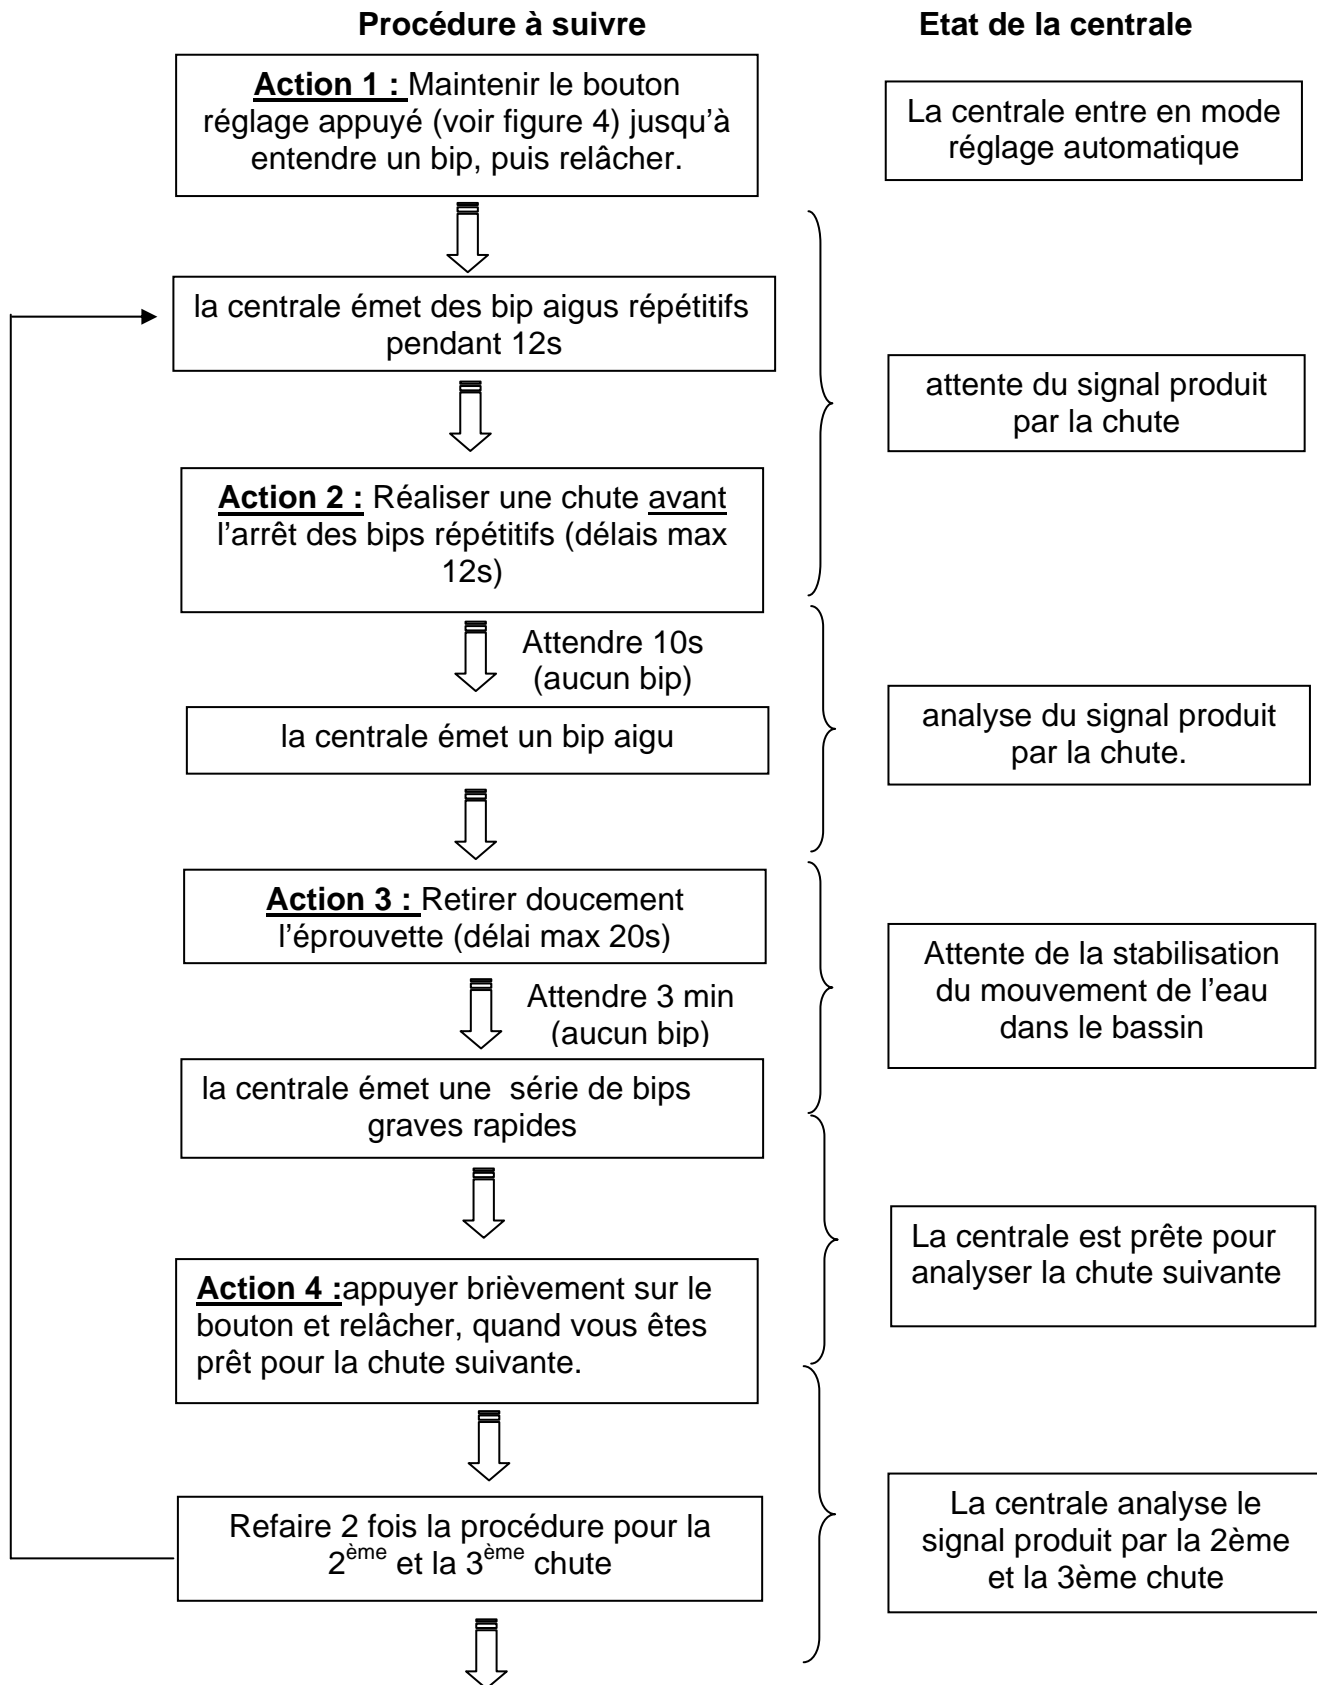 Procédure à suivre
Etat de la centrale
Action 1 : Maintenir le bouton
réglage appuyé (voir figure 4) jusqu’à
entendre un bip, puis relâcher.
La centrale entre en mode
réglage automatique
la centrale émet des bip aigus répétitifs
pendant 12s
attente du signal produit
par la chute
Action 2 : Réaliser une chute avant
l’arrêt des bips répétitifs (délais max
12s)
Attendre 10s
(aucun bip)
la centrale émet un bip aigu
analyse du signal produit
par la chute.
Action 3 : Retirer doucement
l’éprouvette (délai max 20s)
Attendre 3 min
(aucun bip)
Attente de la stabilisation
du mouvement de l’eau
dans le bassin
la centrale émet une  série de bips
graves rapides
La centrale est prête pour
analyser la chute suivante
Action 4 :appuyer brièvement sur le
bouton et relâcher, quand vous êtes
prêt pour la chute suivante.
Refaire 2 fois la procédure pour la
2ème et la 3ème chute
La centrale analyse le
signal produit par la 2ème
et la 3ème chute